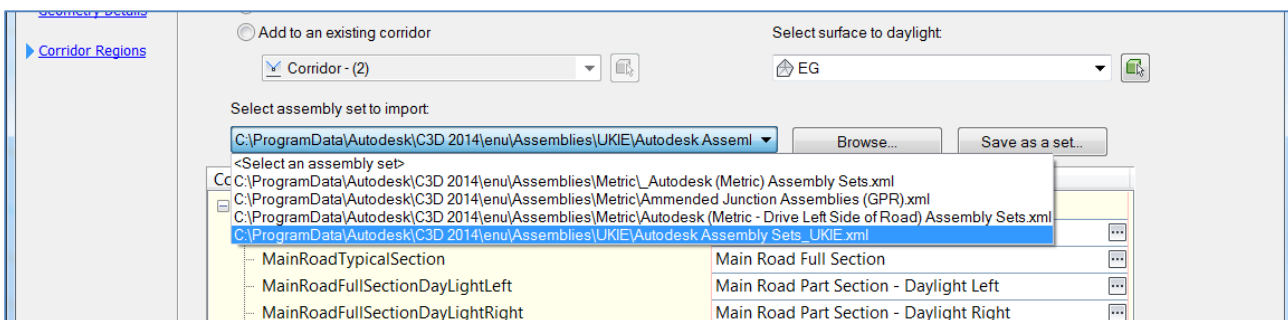 Geometry Details
Add to an existing corridor
Select surface to daylight:
Corridor Regions
Corridor - (2)
EG
Select assembly set to import:
C:\ProgramData\Autodesk\C3D 2014\enu\Assemblies\UKIE\Autodesk Asseml
Browse...
Save as a set...
<Select an assembly set>
Co
C:\ProgramData\Autodesk\C3D 2014\enu\Assemblies\Metric\_Autodesk (Metric) Assembly Sets.xml
C:\ProgramData\Autodesk\C3D 2014\enu\Assemblies\Metric\Ammended Junction Assemblies (GPR).xml
C:\ProgramData\Autodesk\C3D 2014\enu\Assemblies\Metric\Autodesk (Metric - Drive Left Side of Road) Assembly Sets.xml
C:\ProgramData\Autodesk\C3D 2014\enu\Assemblies\UKIE\Autodesk Assembly Sets_UKIE.xml
MainRoadTypicalSection
Main Road Full Section
MainRoadFullSectionDayLightLeft
Main Road Part Section - Daylight Left
MainRoadFullSectionDayLightRight
Main Road Part Section - Daylight Right